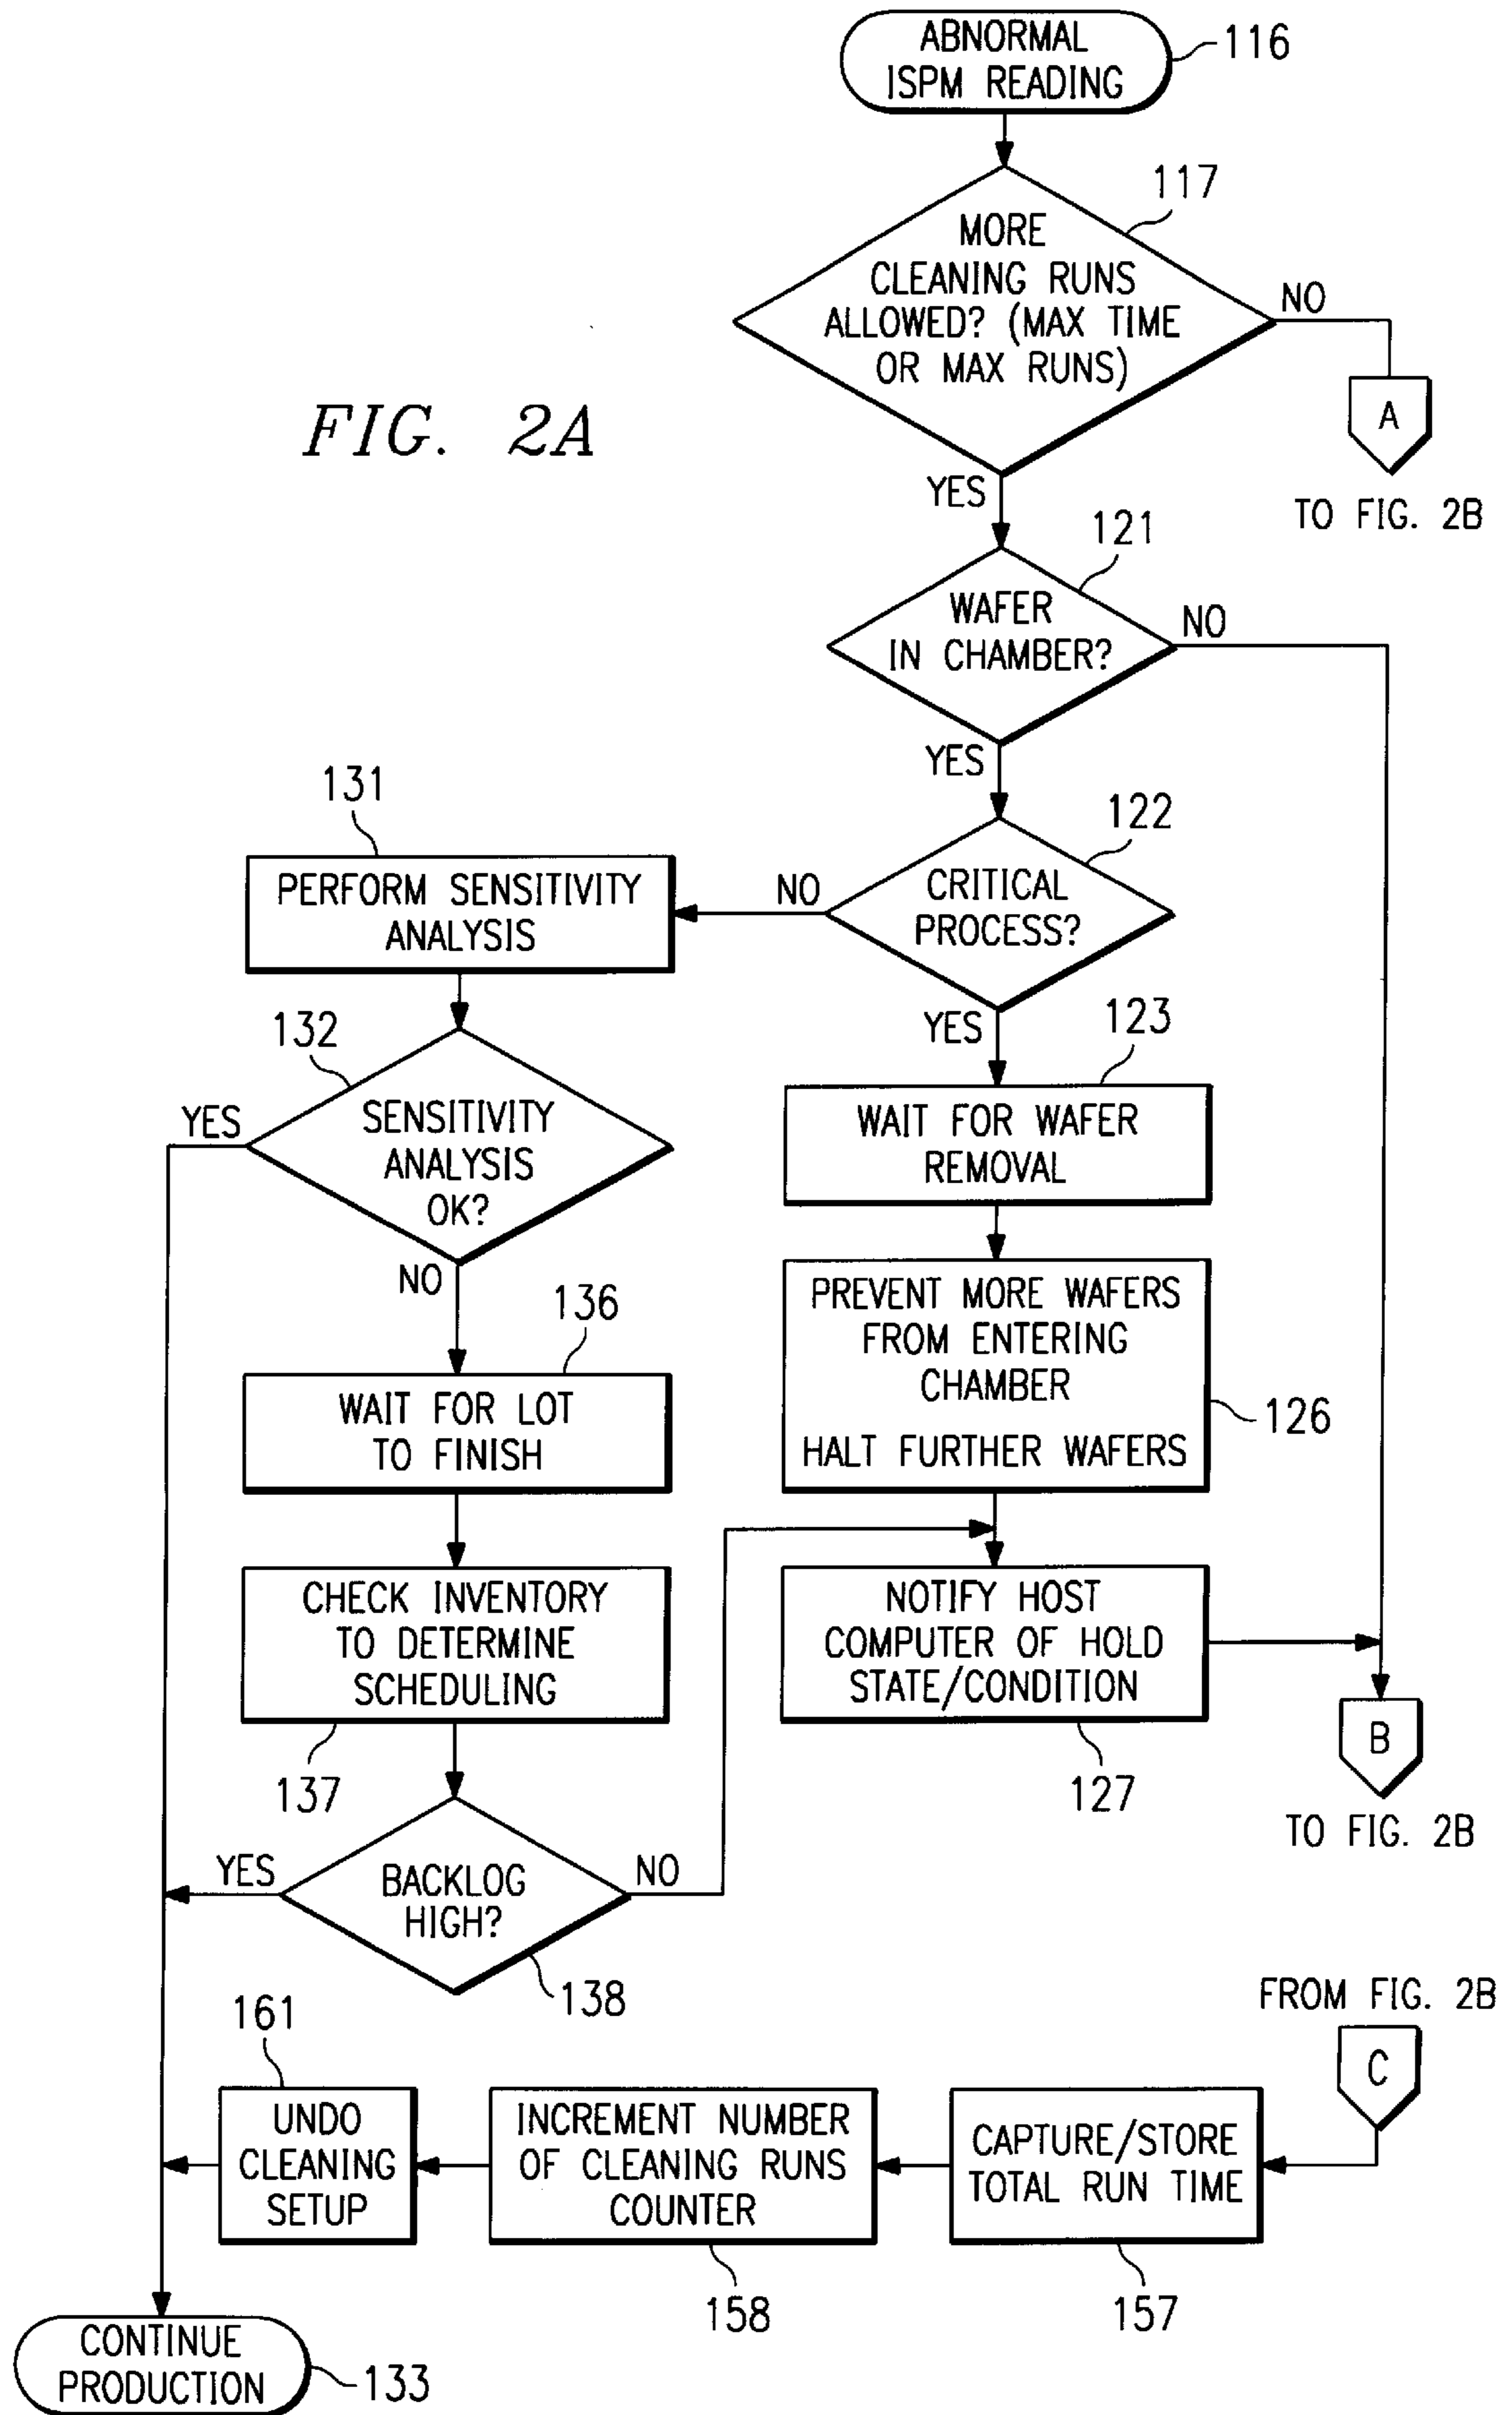 ABNORMAL
ISPM READING
116
117
MORE
CLEANING RUNS
ALLOWED? (MAX TIME
OR MAX RUNS)
NO
A
TO FIG. 2B
FIG. 2A
YES
121
WAFER
IN CHAMBER?
NO
YES
122
CRITICAL
PROCESS?
NO
131
PERFORM SENSITIVITY
ANALYSIS
YES
123
WAIT FOR WAFER
REMOVAL
132
SENSITIVITY
ANALYSIS
OK?
YES
NO
PREVENT MORE WAFERS
FROM ENTERING
CHAMBER
HALT FURTHER WAFERS
126
136
WAIT FOR LOT
TO FINISH
CHECK INVENTORY
TO DETERMINE
SCHEDULING
137
NOTIFY HOST
COMPUTER OF HOLD
STATE/CONDITION
127
B
TO FIG. 2B
YES
BACKLOG
HIGH?
NO
138
FROM FIG. 2B
C
161
UNDO
CLEANING
SETUP
INCREMENT NUMBER
OF CLEANING RUNS
COUNTER
158
CAPTURE/STORE
TOTAL RUN TIME
157
CONTINUE
PRODUCTION
133